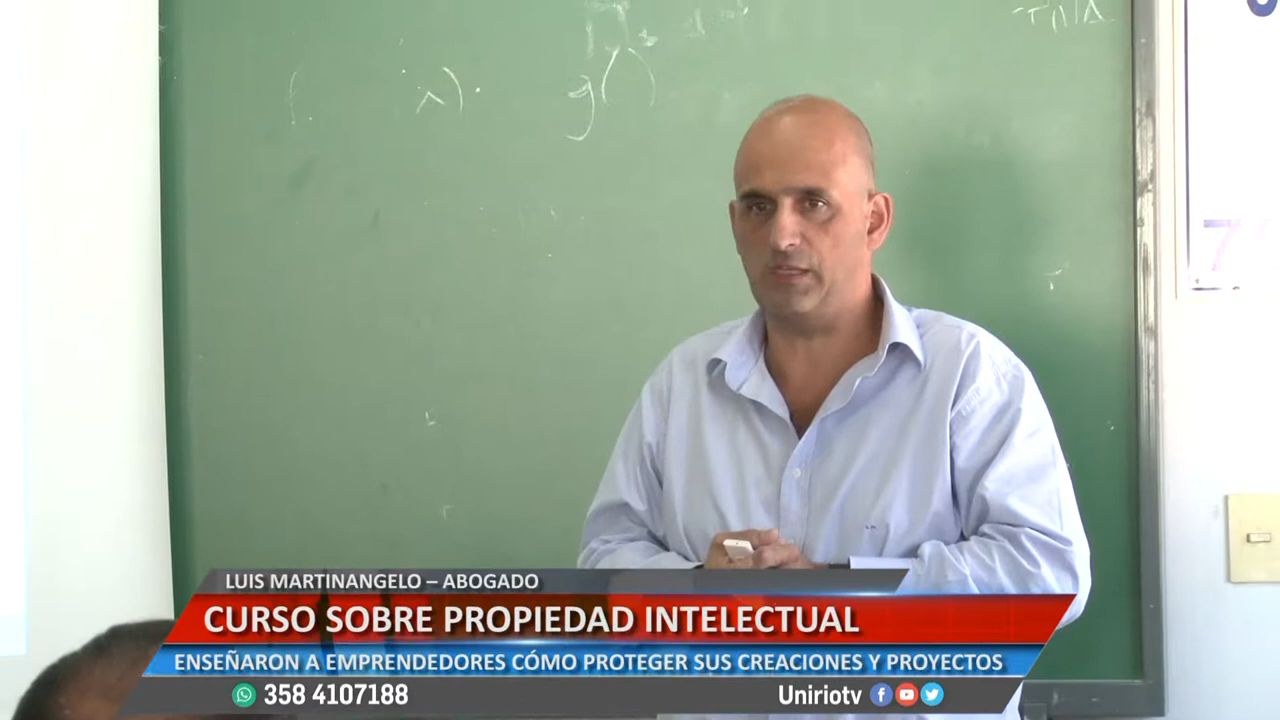 LUIS MARTINANGELO – ABOGADO
CURSO SOBRE PROPIEDAD INTELECTUAL
ENSEÑARON A EMPRENDEDORES CÓMO PROTEGER SUS CREACIONES Y PROYECTOS
358 4107188
Uniriotv